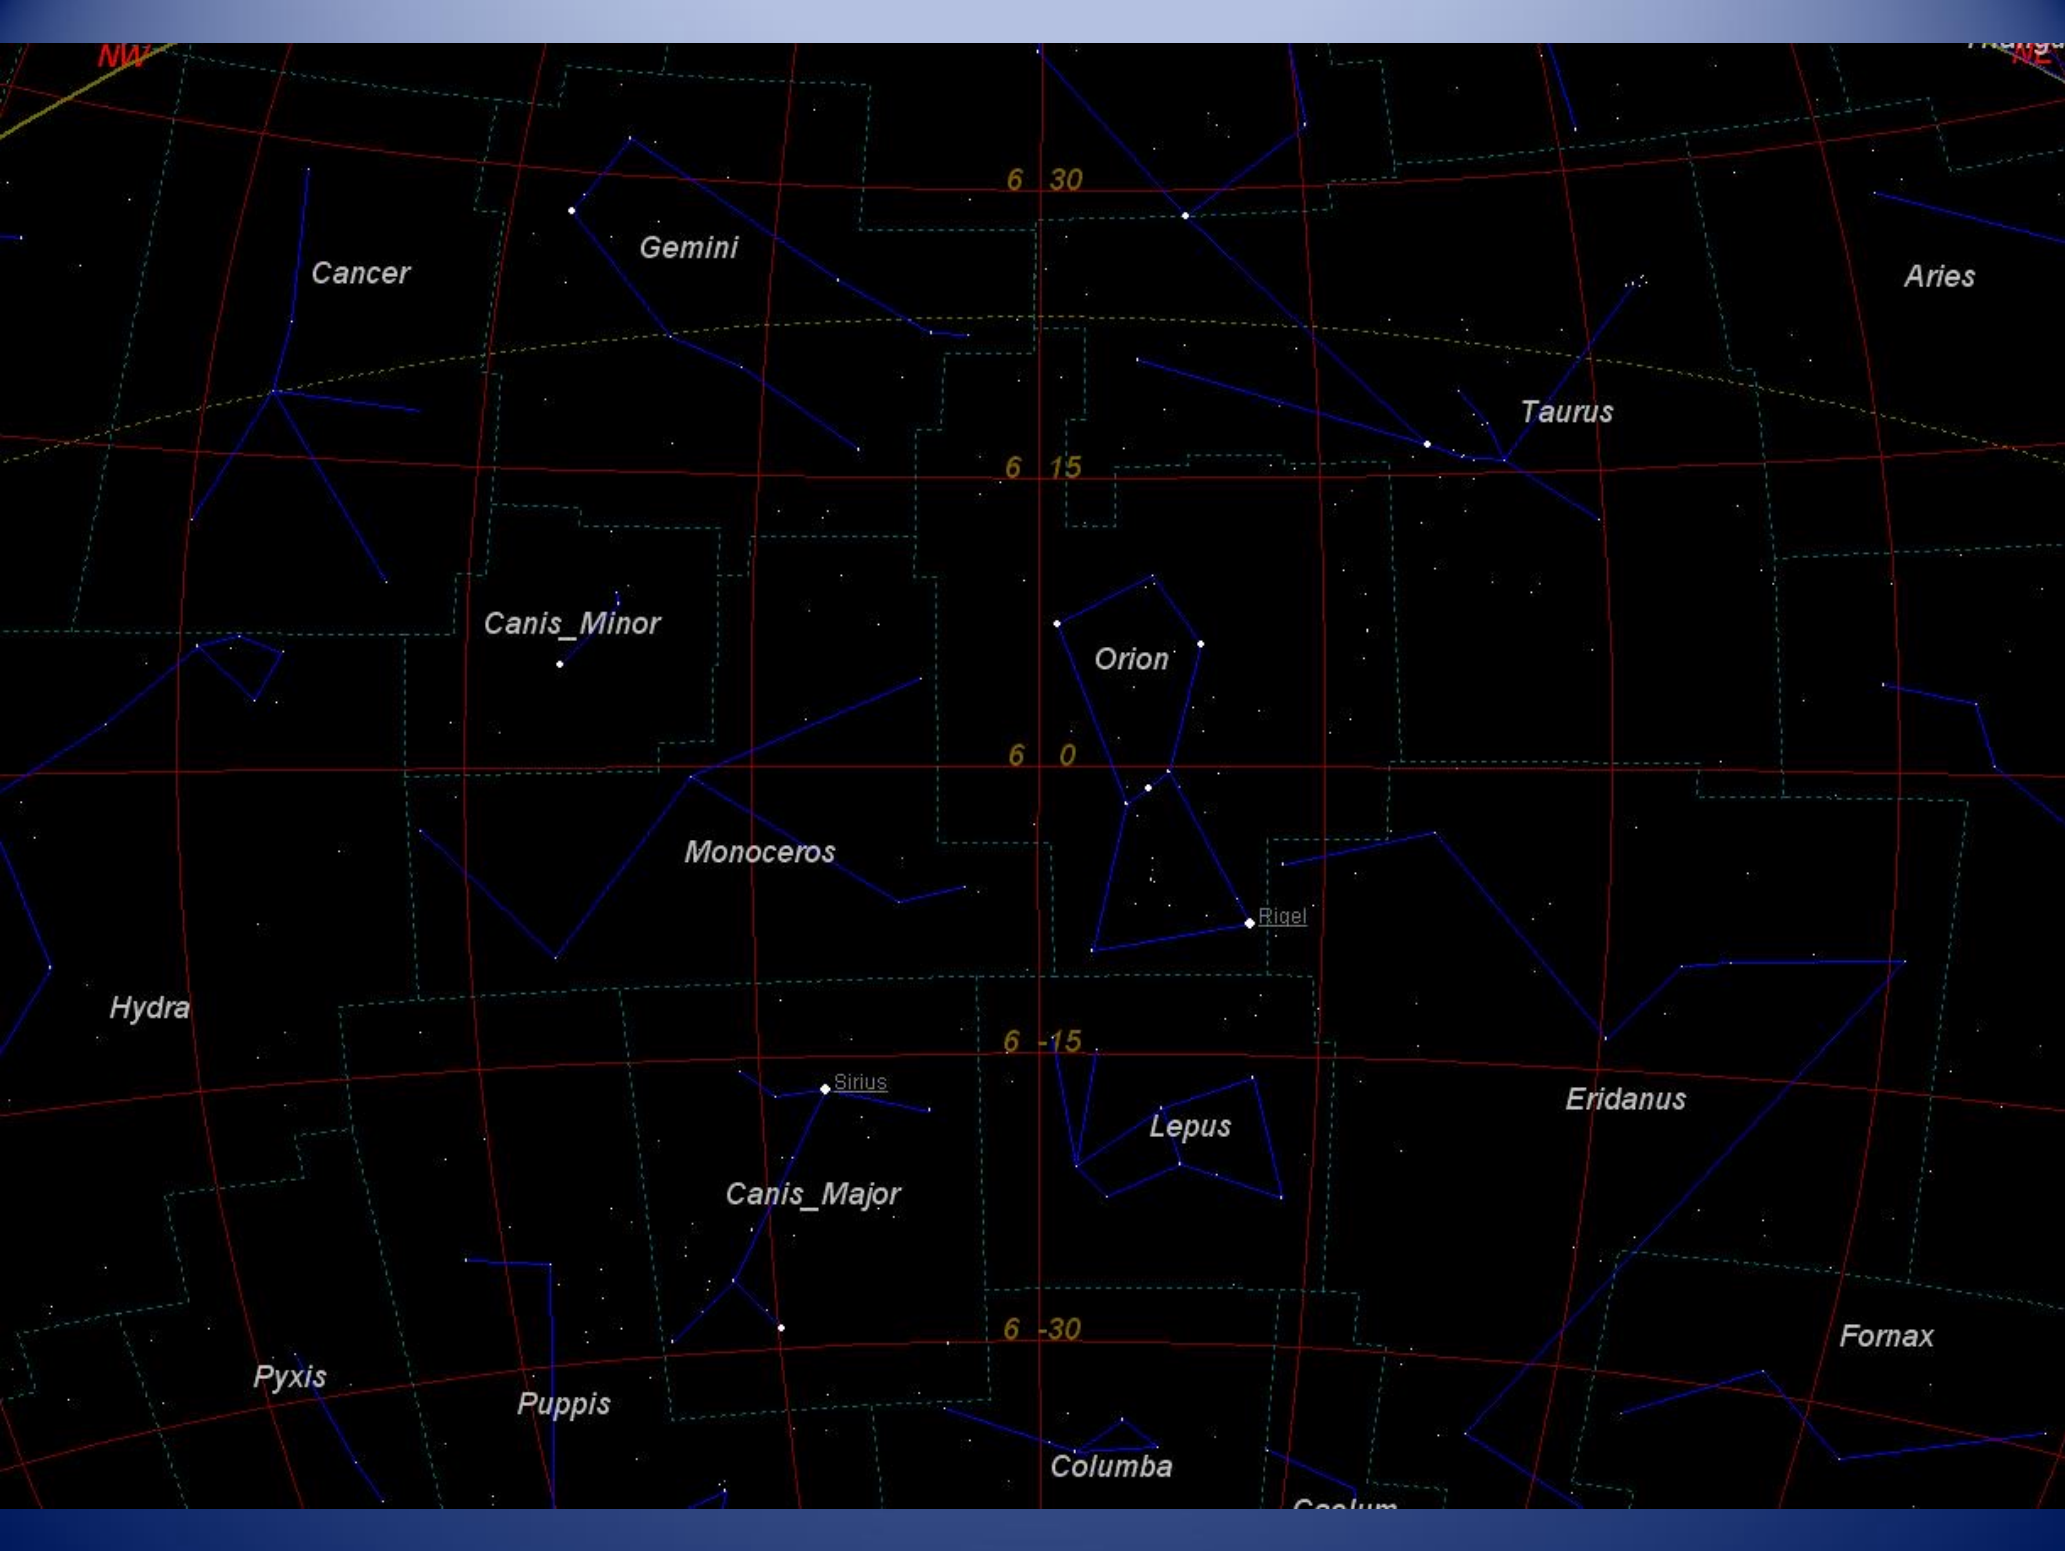 NW
NE
6 30
Gemini
Cancer
Aries
Taurus
6 15
Canis_Minor
Orion
6 0
Monoceros
Rigel
Hydra
6 -15
Sirius
Eridanus
Lepus
Canis_Major
6 -30
Fornax
Pyxis
Puppis
Columba